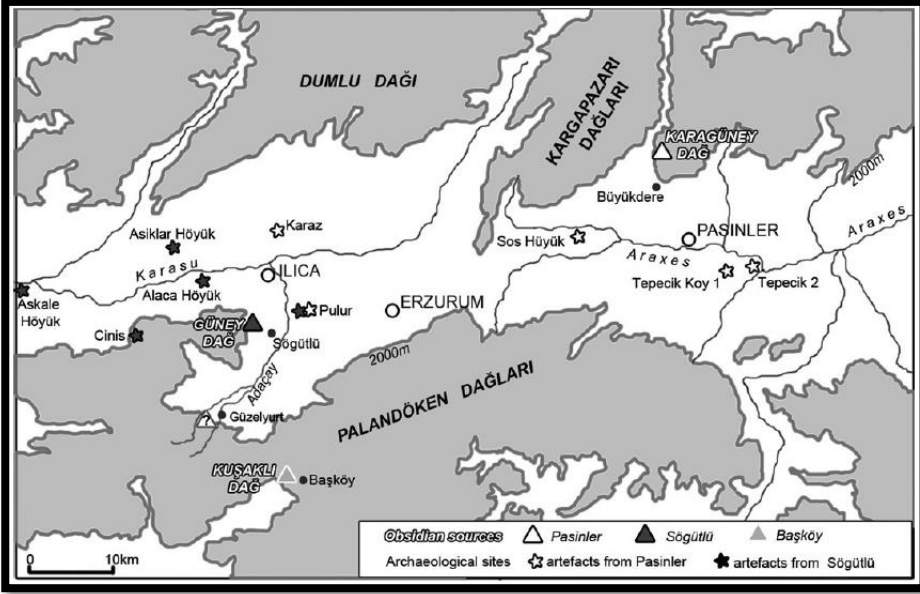 DUMLU DAĞI
KARGAPAZARI
DAĞLARI
KARAGÜNEY
DAĞ
2000m
Büyükdere
Karaz
Asiklar Höyük
Sos Hüyük
PASINLER
Araxes
Araxes
Karasu
ILICA
Tepecik Koy 1
Tepecik 2
Askale
Höyük
Alaca Höyük
Pulur
ERZURUM
Cinis
GÜNEY
DAĞ
Sögütlü
2000m
Adaçay
PALANDÖKEN DAĞLARI
?
Güzelyurt
KUŞAKLI
DAĞ
Başköy
0 10km
Obsidian sources Pasinler Sögütlü Başköy
Archaeological sites artefacts from Pasinler artefacts from Sögütlü